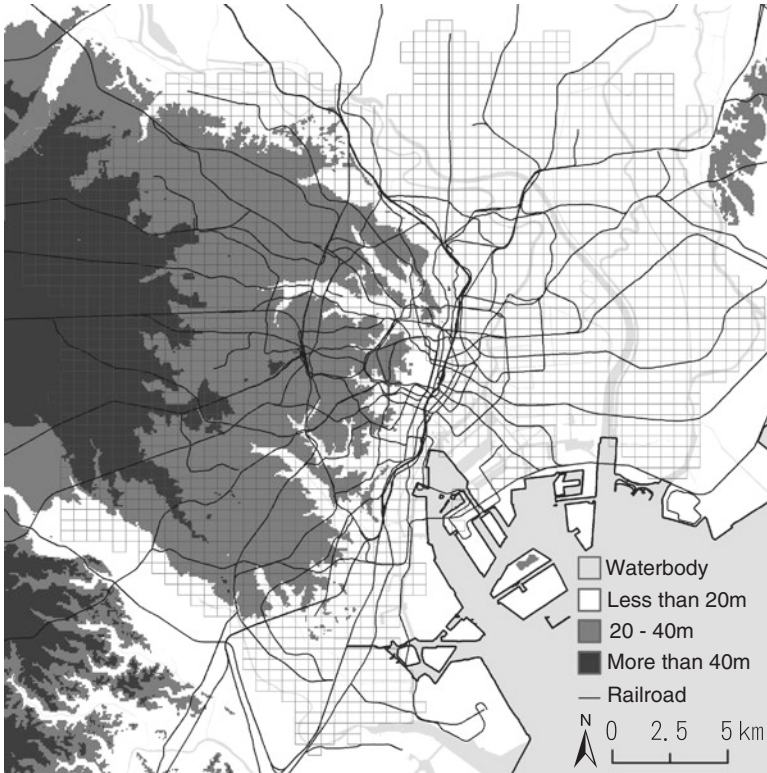 Waterbody
Less than 20m
20 - 40m
More than 40m
Railroad
N
0 2.5 5 km